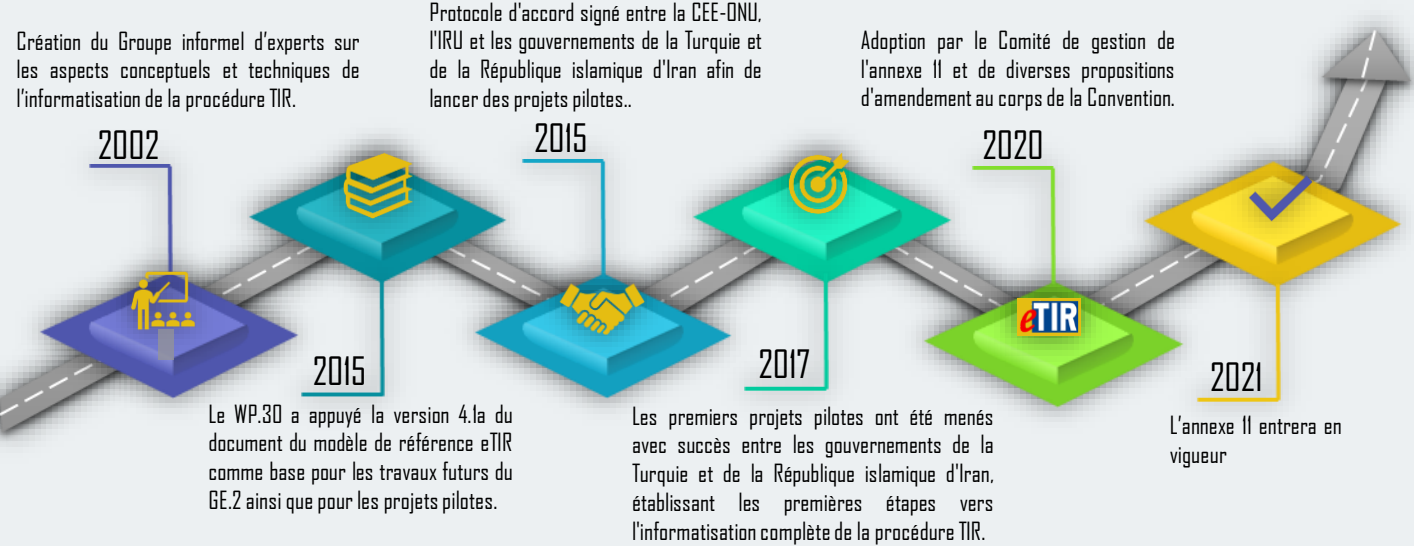 Création du Groupe informel d'experts sur
les aspects conceptuels et techniques de
l'informatisation de la procédure TIR.
2002
Le WP.30 a appuyé la version 4.1a du
document du modèle de référence eTIR
comme base pour les travaux futurs du
GE.2 ainsi que pour les projets pilotes.
2015
Protocole d'accord signé entre la CEE-ONU,
l'IRU et les gouvernements de la Turquie et
de la République islamique d'Iran afin de
lancer des projets pilotes..
2015
2017
Les premiers projets pilotes ont été menés
avec succès entre les gouvernements de la
Turquie et de la République islamique d'Iran,
établissant les premières étapes vers
l'informatisation complète de la procédure TIR.
Adoption par le Comité de gestion de
l'annexe 11 et de diverses propositions
d'amendement au corps de la Convention.
2020
eTIR
2021
L'annexe 11 entrera en
vigueur